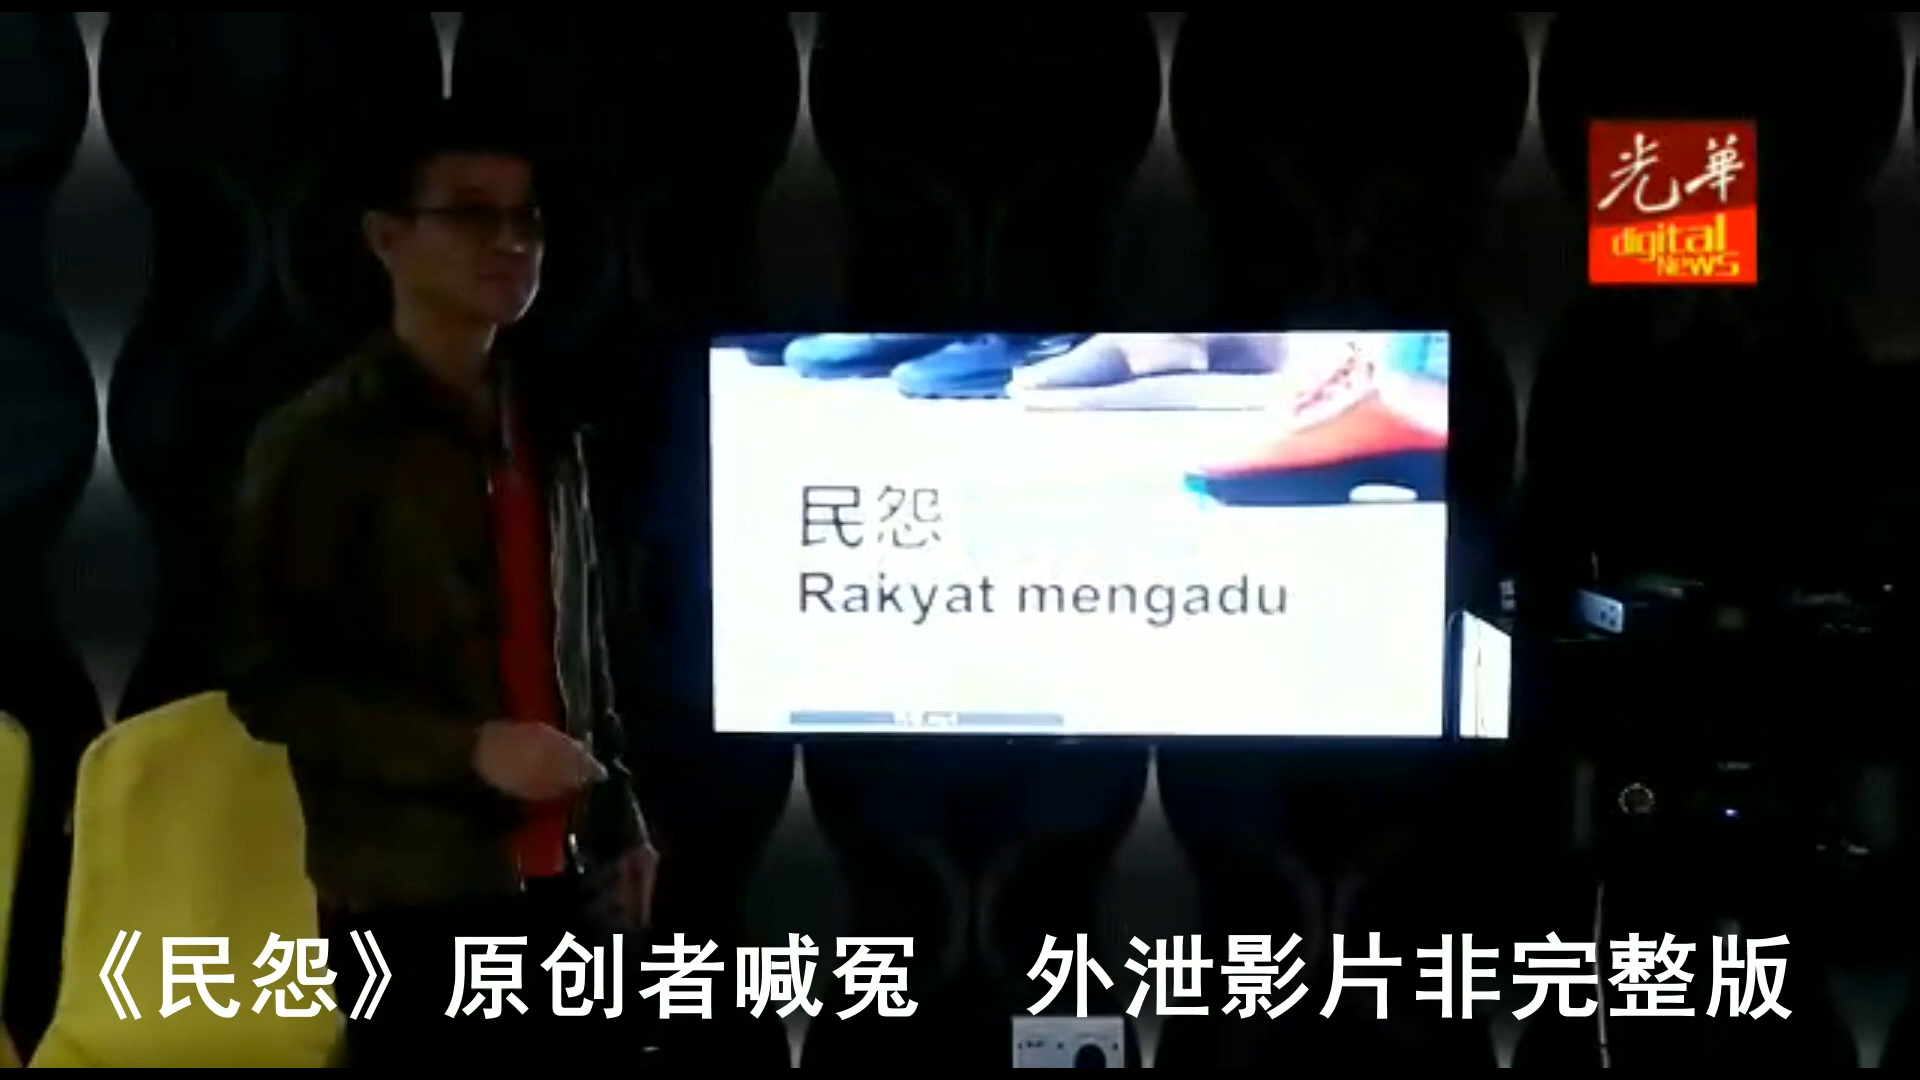 光華
digital
News
民怨
Rakyat mengadu
《民怨》原创者喊冤 外泄影片非完整版